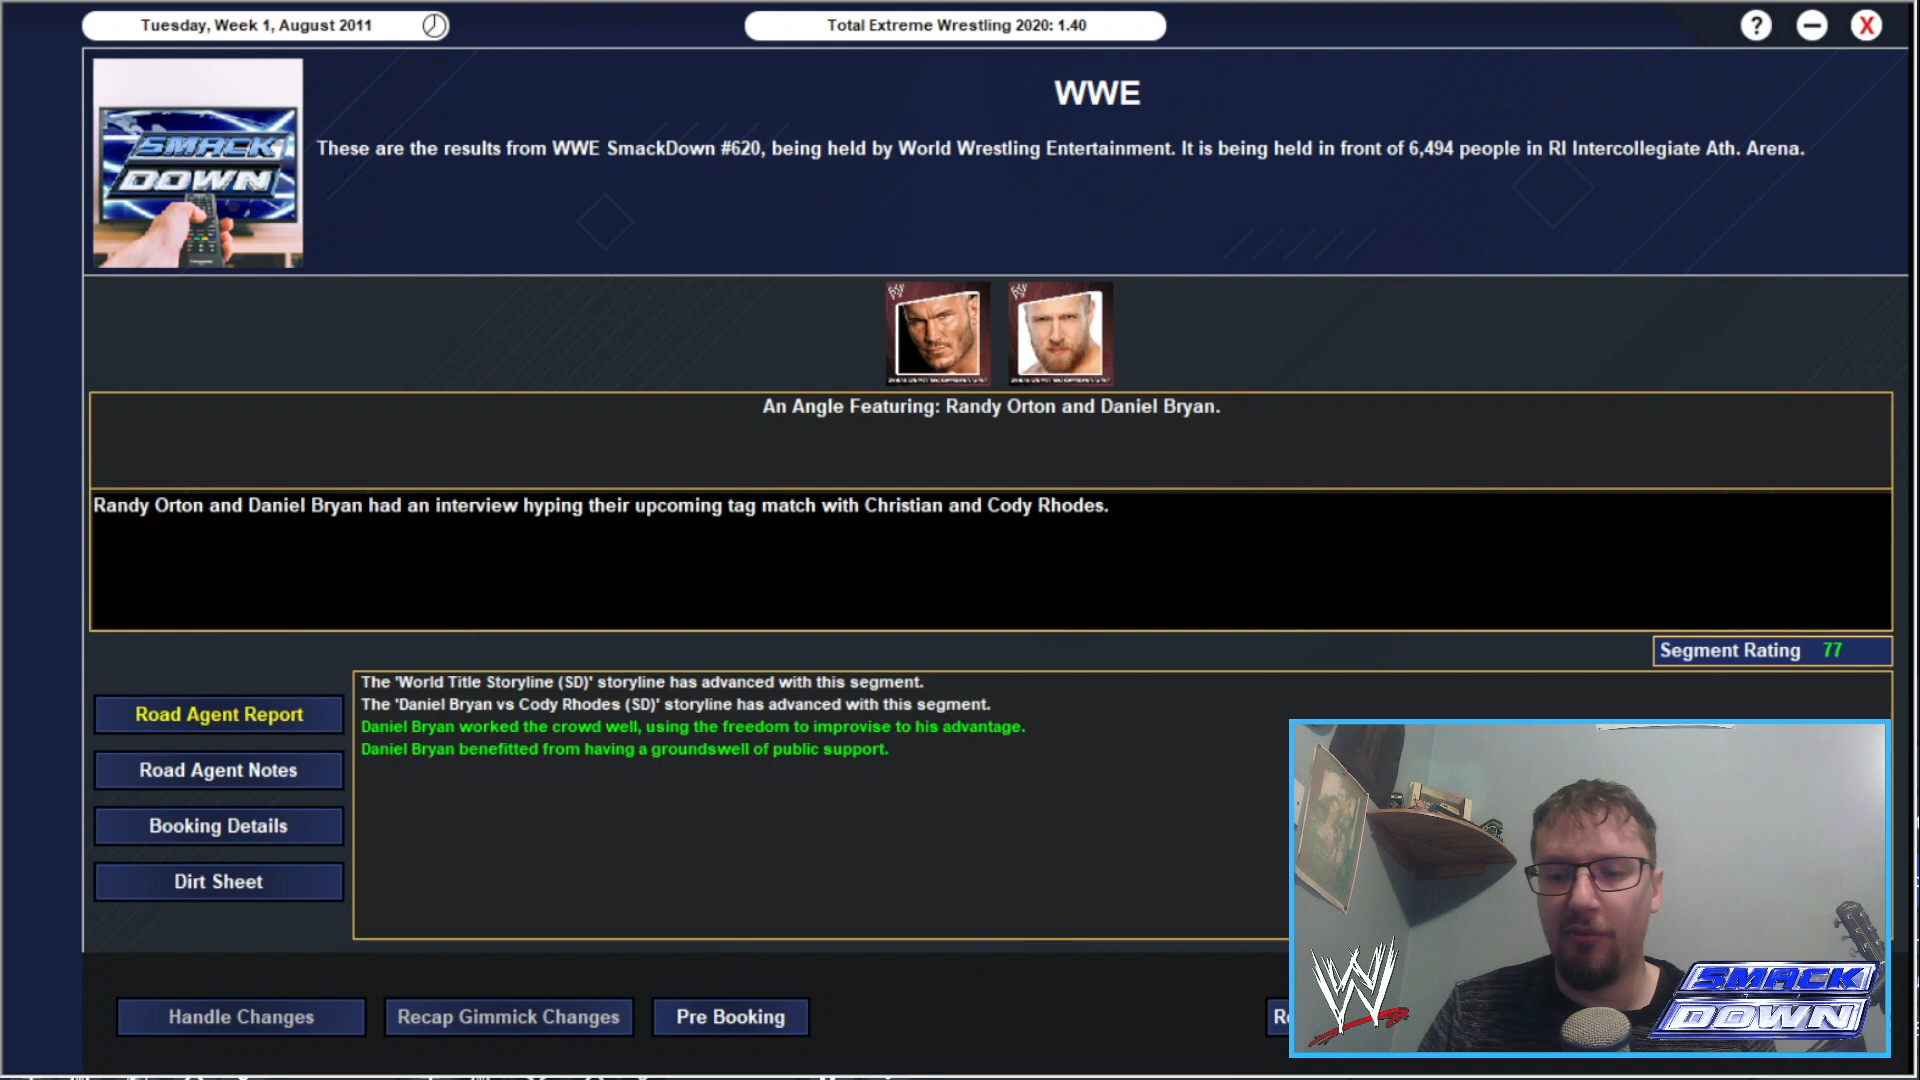 Tuesday, Week 1, August 2011
Total Extreme Wrestling 2020: 1.40
?
X
WWE
SMACK
DOWN
These are the results from WWE SmackDown #620, being held by World Wrestling Entertainment. It is being held in front of 6,494 people in RI Intercollegiate Ath. Arena.
An Angle Featuring: Randy Orton and Daniel Bryan.
Randy Orton and Daniel Bryan had an interview hyping their upcoming tag match with Christian and Cody Rhodes.
Segment Rating 77
Road Agent Report
Road Agent Notes
Booking Details
Dirt Sheet
The 'World Title Storyline (SD)' storyline has advanced with this segment.
The 'Daniel Bryan vs Cody Rhodes (SD)' storyline has advanced with this segment.
Daniel Bryan worked the crowd well, using the freedom to improvise to his advantage.
Daniel Bryan benefitted from having a groundswell of public support.
Handle Changes
Recap Gimmick Changes
Pre Booking
W
SMACK
DOWN